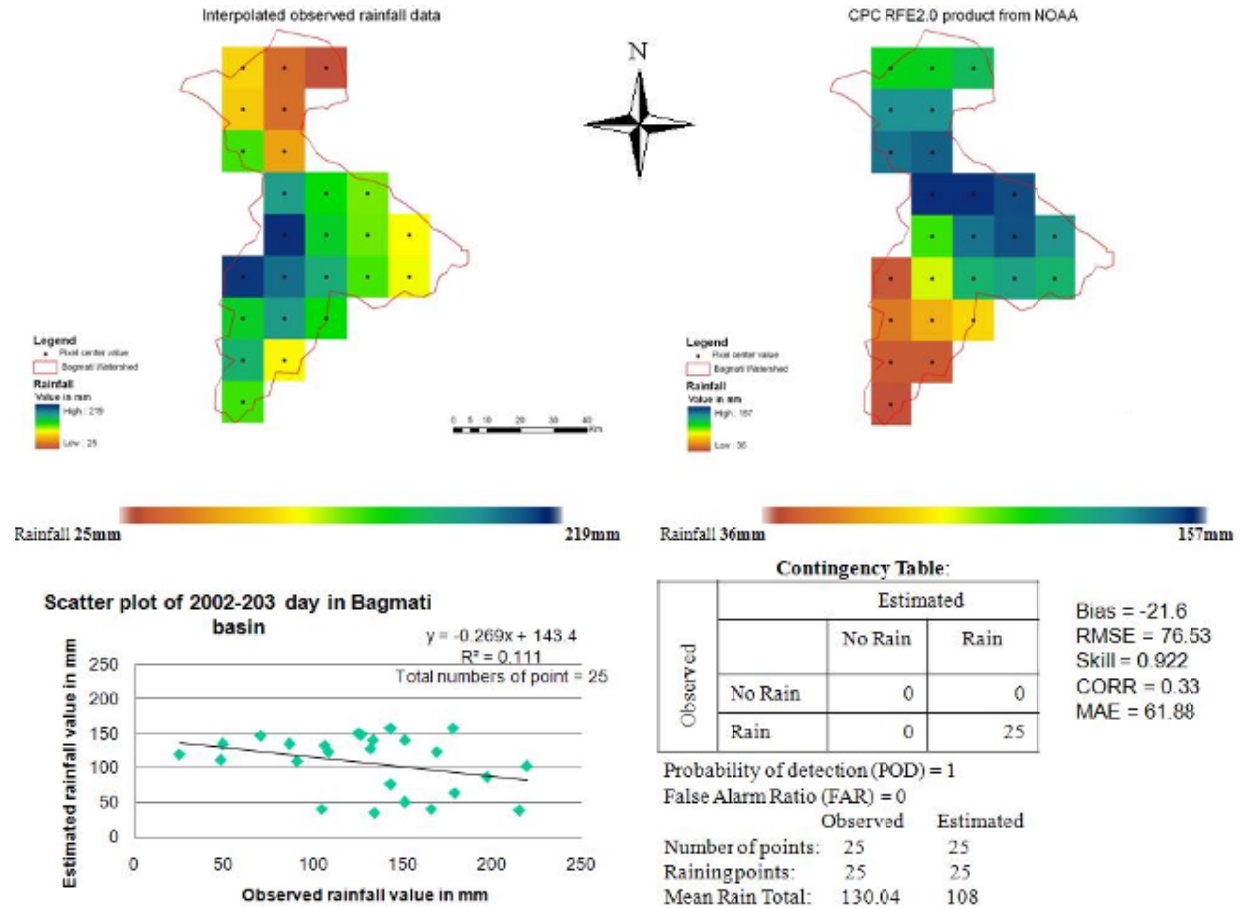 Interpolated observed rainfall data
CPC RFE2.0 product from NOAA
N
Legend
Pixel center value
Bagmati Watershed
Rainfall
Value in mm
High : 219
Low : 25
0 5 10 20 30 40
Km
Legend
Pixel center value
Bagmati Watershed
Rainfall
Value in mm
High : 157
Low : 36
Rainfall 25mm
219mm
Rainfall 36mm
157mm
Scatter plot of 2002-203 day in Bagmati
basin
y = -0.269x + 143.4
R² = 0.111
Total numbers of point = 25
Estimated rainfall value in mm
250
200
150
100
50
0
0 50 100 150 200 250
Observed rainfall value in mm
Contingency Table:
Estimated
Observed
No Rain Rain
No Rain 0 0
Rain 0 25
Bias = -21.6
RMSE = 76.53
Skill = 0.922
CORR = 0.33
MAE = 61.88
Probability of detection (POD) = 1
False Alarm Ratio (FAR) = 0
Observed Estimated
Number of points: 25 25
Rainingpoints: 25 25
Mean Rain Total: 130.04 108